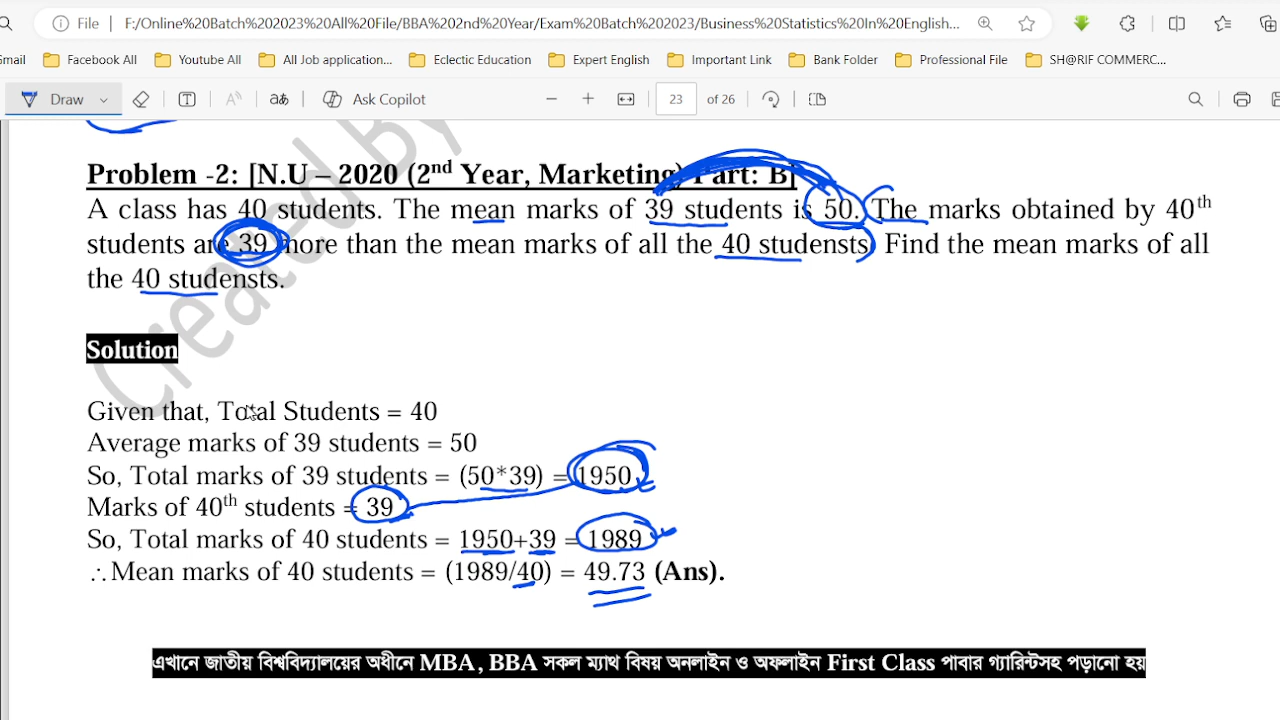 File F:/Online%20Batch%202023%20All%20File/BBA%202nd%20Year/Exam%20Batch%202023/Business%20Statistics%20In%20English...
Gmail Facebook All Youtube All All Job application... Eclectic Education Expert English Important Link Bank Folder Professional File SH@RIF COMMERC...
Draw Ask Copilot 23 of 26
Created By
Problem -2: [N.U – 2020 (2nd Year, Marketing) Part: B]
A class has 40 students. The mean marks of 39 students is 50. The marks obtained by 40th
students are 39 more than the mean marks of all the 40 studensts. Find the mean marks of all
the 40 studensts.
Solution
Given that, Total Students = 40
Average marks of 39 students = 50
So, Total marks of 39 students = (50*39) = 1950
Marks of 40th students = 39
So, Total marks of 40 students = 1950+39 = 1989
∴Mean marks of 40 students = (1989/40) = 49.73 (Ans).
এখানে জাতীয় বিশ্ববিদ্যালয়ের অধীনে MBA, BBA সকল ম্যাথ বিষয় অনলাইন ও অফলাইন First Class পাবার গ্যারিন্টসহ পড়ানো হয়